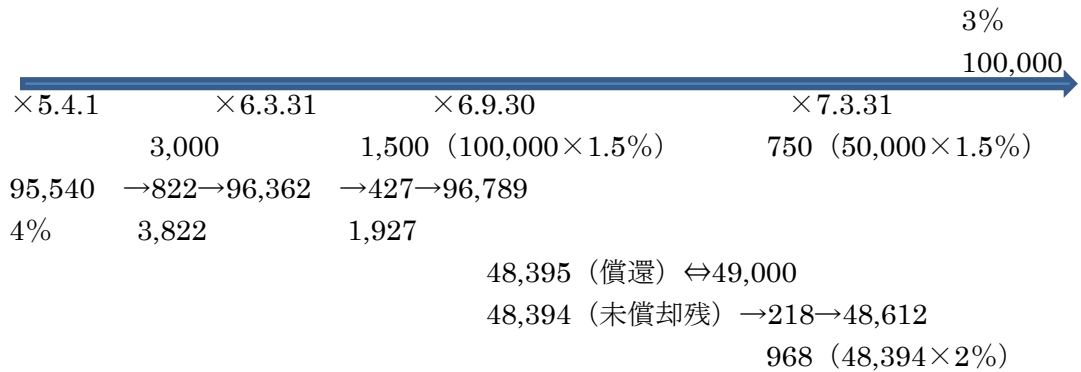 3%
100,000
×5.4.1 ×6.3.31 ×6.9.30 ×7.3.31
3,000 1,500（100,000×1.5%） 750（50,000×1.5%）
95,540 →822→96,362 →427→96,789
4% 3,822 1,927
48,395（償還）⇔49,000
48,394（未償却残）→218→48,612
968（48,394×2%）